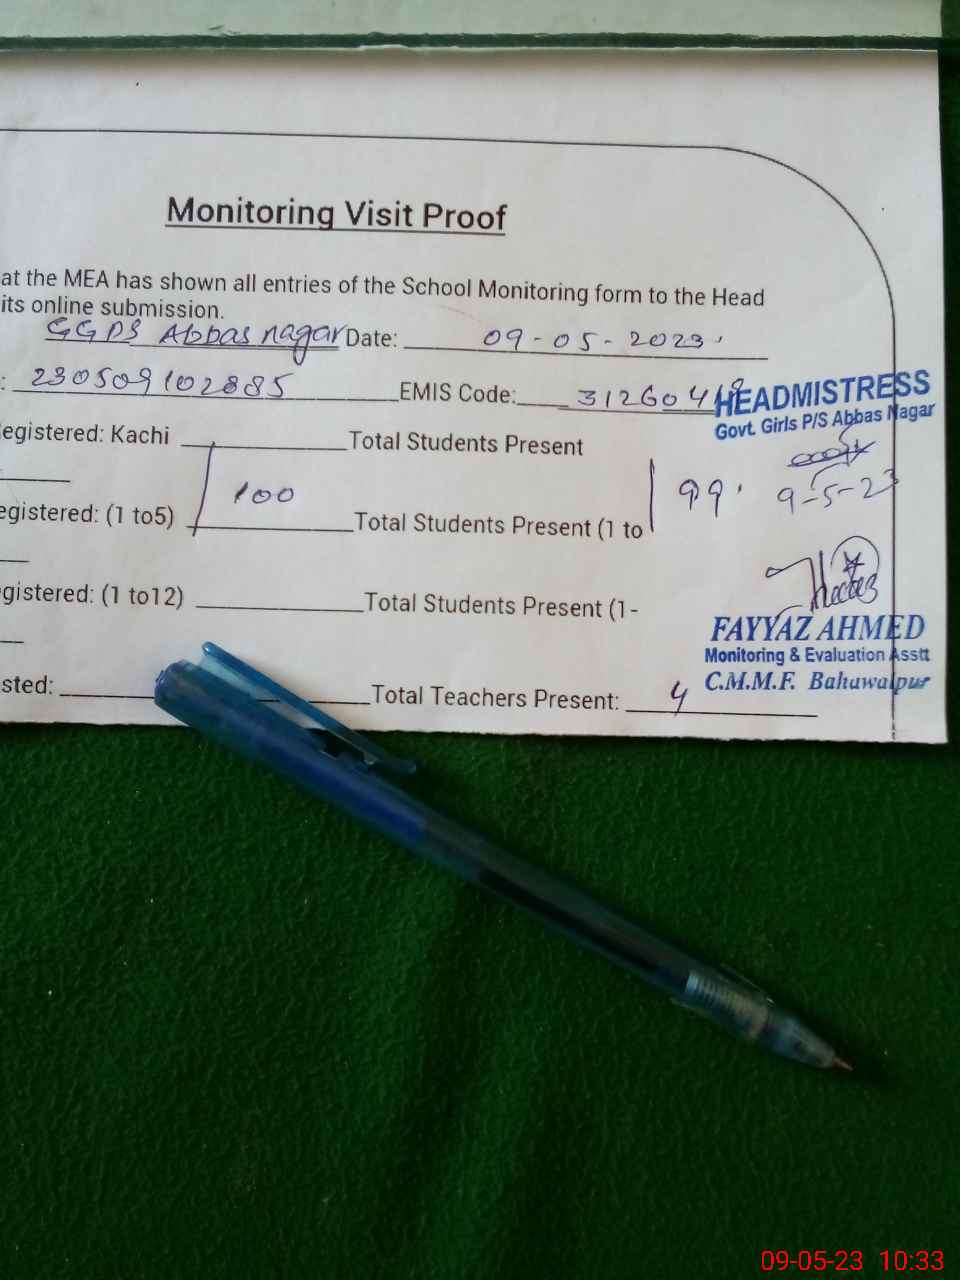 Monitoring Visit Proof
at the MEA has shown all entries of the School Monitoring form to the Head
its online submission.
GGPS Abbas nagar Date: 09-05-2023
: 230509102885 EMIS Code: 3126041
HEADMISTRESS
Govt. Girls P/S Abbas Nagar
egistered: Kachi Total Students Present
9-5-23
egistered: (1 to5) 100 Total Students Present (1 to 99
gistered: (1 to12) Total Students Present (1-
FAYYAZ AHMED
Monitoring & Evaluation Asstt
C.M.M.F. Bahawalpur
sted: Total Teachers Present: 4
09-05-23 10:33